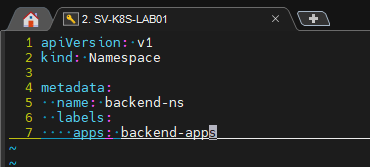 2. SV-K8S-LAB01
1 apiVersion: v1
2 kind: Namespace
3
4 metadata:
5   name: backend-ns
6   labels:
7     apps: backend-apps
~
~